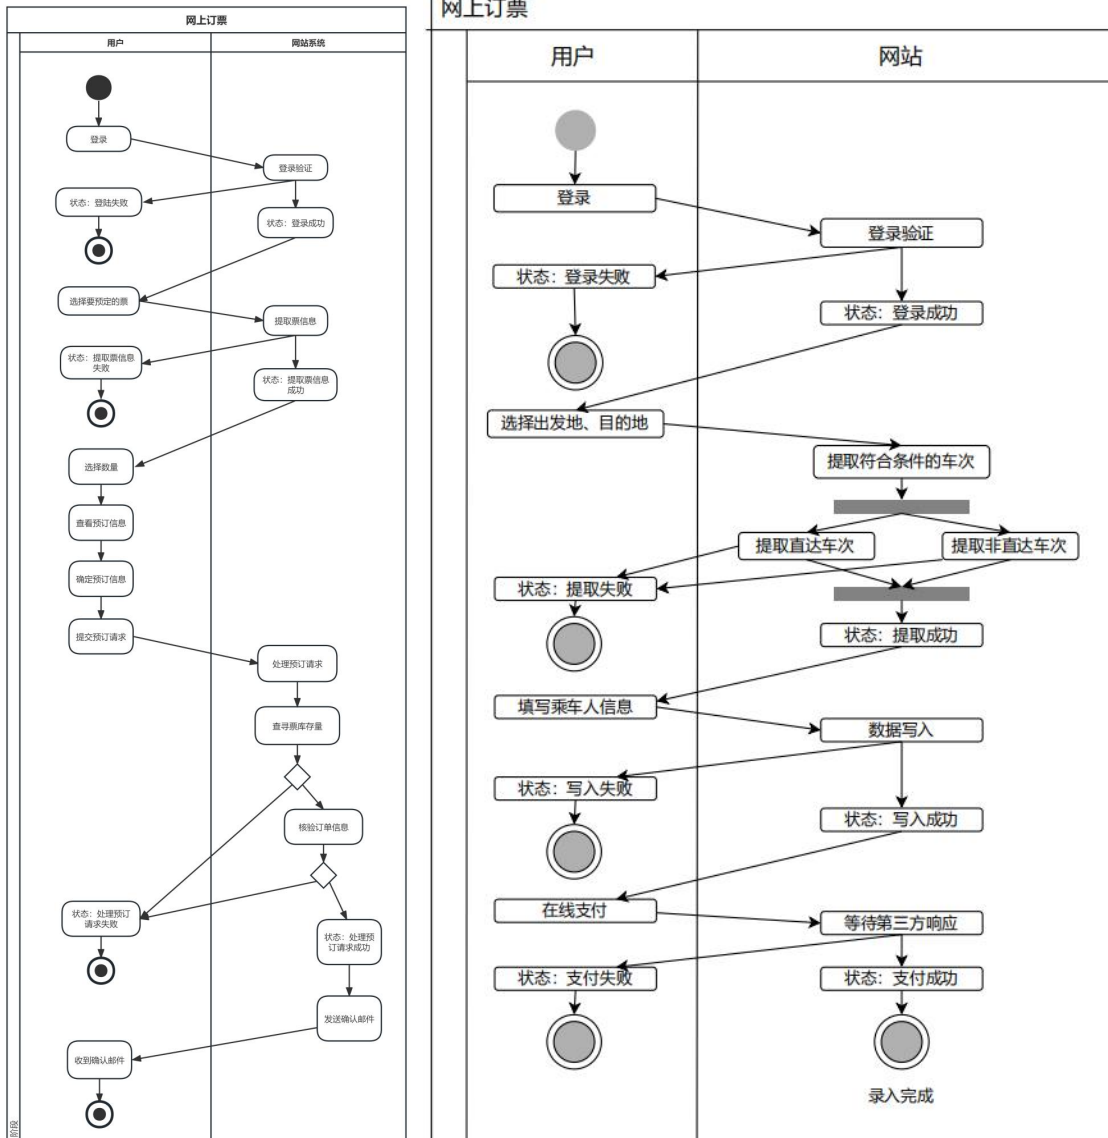 网上订票
用户
网站系统
登录
登录验证
状态：登陆失败
状态：登录成功
选择要预定的票
提取票信息
状态：提取票信息
失败
状态：提取票信息
成功
选择数量
查看预订信息
确定预订信息
提交预订请求
处理预订请求
查寻票库存量
核验订单信息
状态：处理预订
请求失败
状态：处理预
订请求成功
发送确认邮件
收到确认邮件
阶段
网上订票
用户
网站
登录
登录验证
状态：登录失败
状态：登录成功
选择出发地、目的地
提取符合条件的车次
提取直达车次
提取非直达车次
状态：提取失败
状态：提取成功
填写乘车人信息
数据写入
状态：写入失败
状态：写入成功
在线支付
等待第三方响应
状态：支付失败
状态：支付成功
录入完成